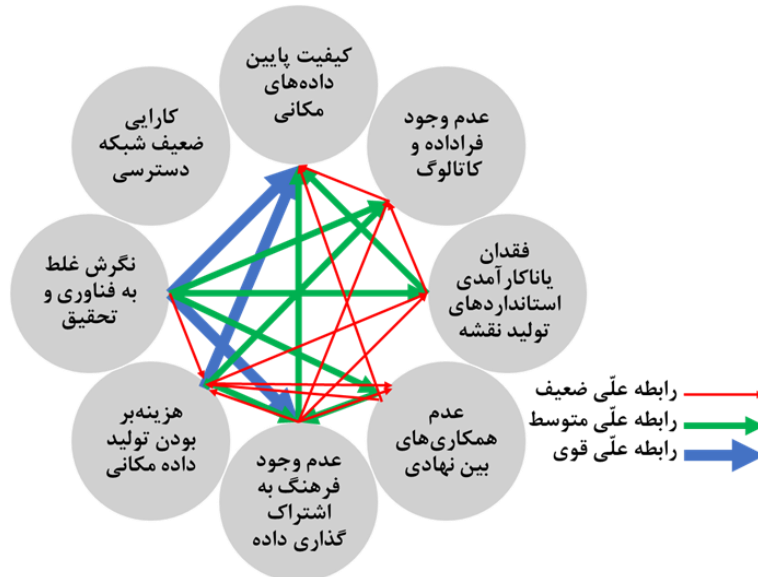 کیفیت پایین
داده‌های
مکانی
عدم وجود
فراداده و
کاتالوگ
فقدان
یاناکارآمدی
استانداردهای
تولید نقشه
عدم
همکاری‌های
بین نهادی
عدم وجود
فرهنگ به
اشتراک
گذاری داده
هزینه‌بر
بودن تولید
داده مکانی
نگرش غلط
به فناوری و
تحقیق
کارایی
ضعیف شبکه
دسترسی
رابطه علّی ضعیف
رابطه علّی متوسط
رابطه علّی قوی